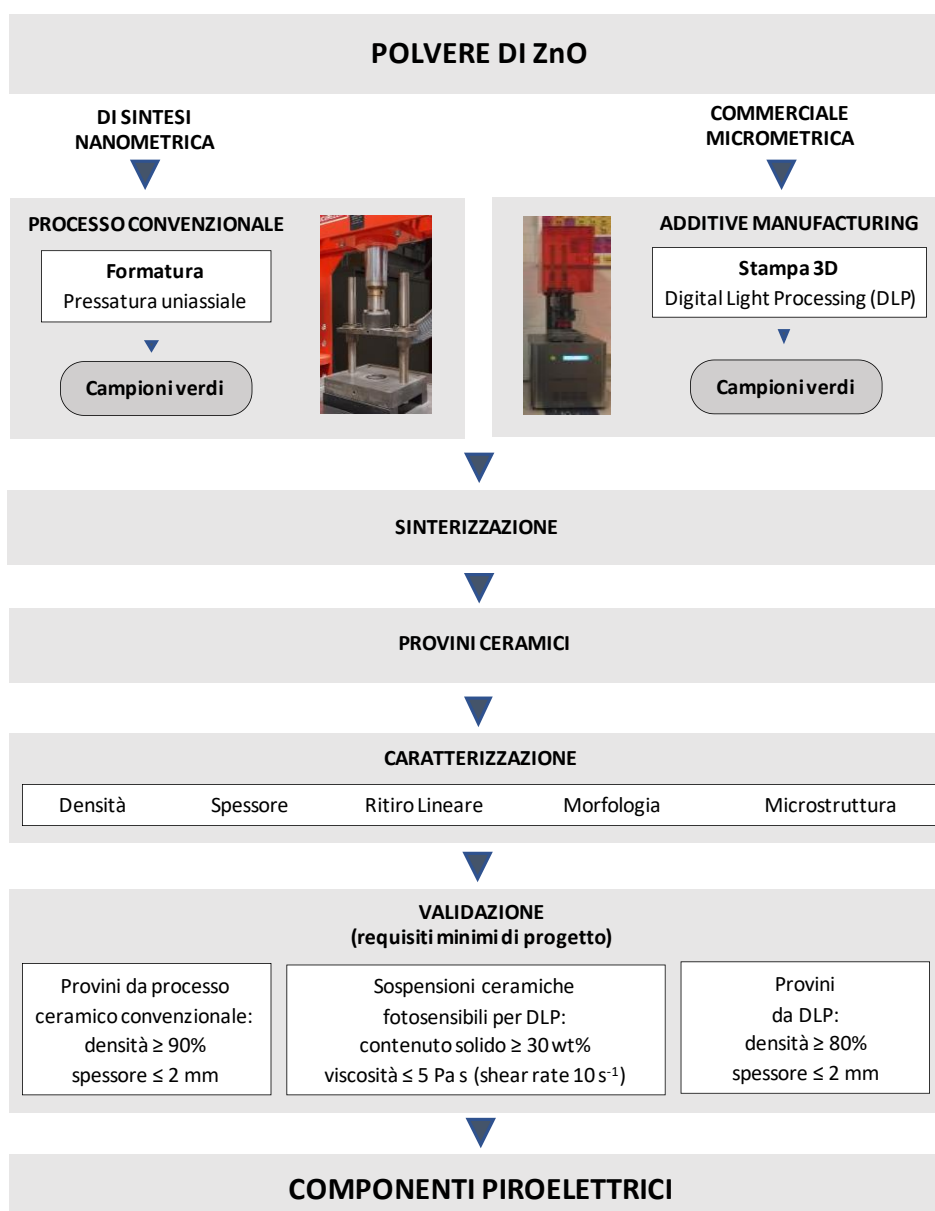 POLVERE DI ZnO
DI SINTESI
NANOMETRICA
COMMERCIALE
MICROMETRICA
PROCESSO CONVENZIONALE
Formatura
Pressatura uniassiale
Campioni verdi
ADDITIVE MANUFACTURING
Stampa 3D
Digital Light Processing (DLP)
Campioni verdi
SINTERIZZAZIONE
PROVINI CERAMICI
CARATTERIZZAZIONE
Densità Spessore Ritiro Lineare Morfologia Microstruttura
VALIDAZIONE
(requisiti minimi di progetto)
Provini da processo
ceramico convenzionale:
densità ≥ 90%
spessore ≤ 2 mm
Sospensioni ceramiche
fotosensibili per DLP:
contenuto solido ≥ 30 wt%
viscosità ≤ 5 Pa s (shear rate 10 s⁻¹)
Provini
da DLP:
densità ≥ 80%
spessore ≤ 2 mm
COMPONENTI PIROELETTRICI